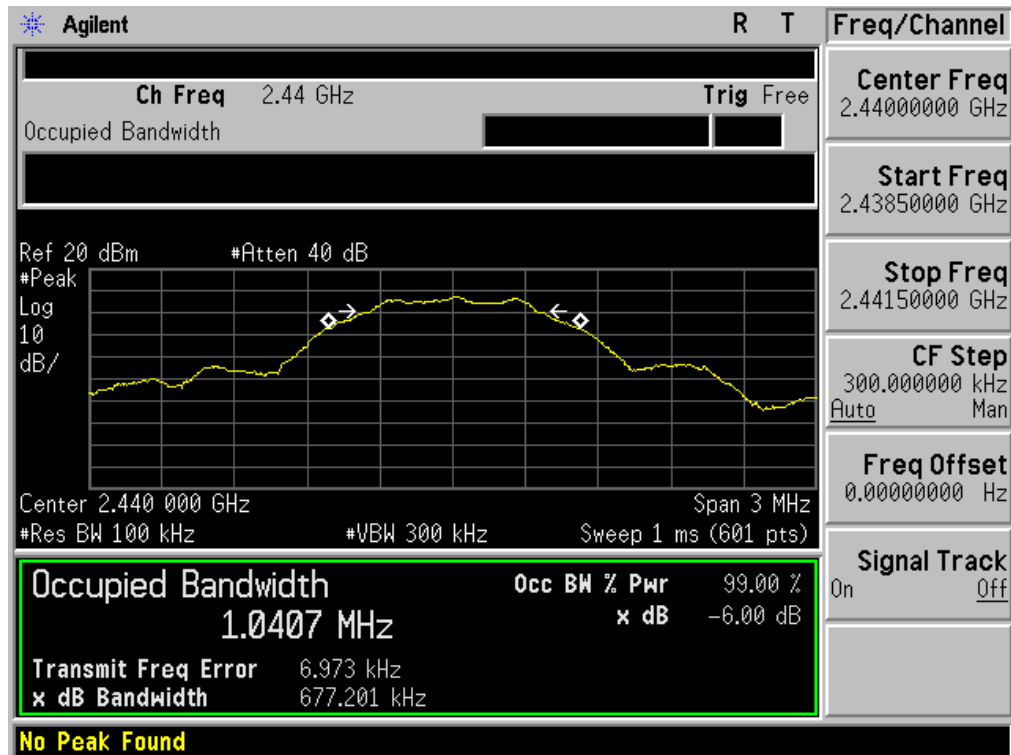 Agilent
R T
Freq/Channel
Ch Freq 2.44 GHz
Trig Free
Occupied Bandwidth
Center Freq
2.44000000 GHz
Start Freq
2.43850000 GHz
Stop Freq
2.44150000 GHz
CF Step
300.000000 kHz
Auto Man
Freq Offset
0.00000000 Hz
Signal Track
On Off
Ref 20 dBm
#Atten 40 dB
#Peak
Log
10
dB/
Center 2.440 000 GHz
Span 3 MHz
#Res BW 100 kHz
#VBW 300 kHz
Sweep 1 ms (601 pts)
Occupied Bandwidth
1.0407 MHz
Occ BW % Pwr 99.00 %
x dB -6.00 dB
Transmit Freq Error 6.973 kHz
x dB Bandwidth 677.201 kHz
No Peak Found